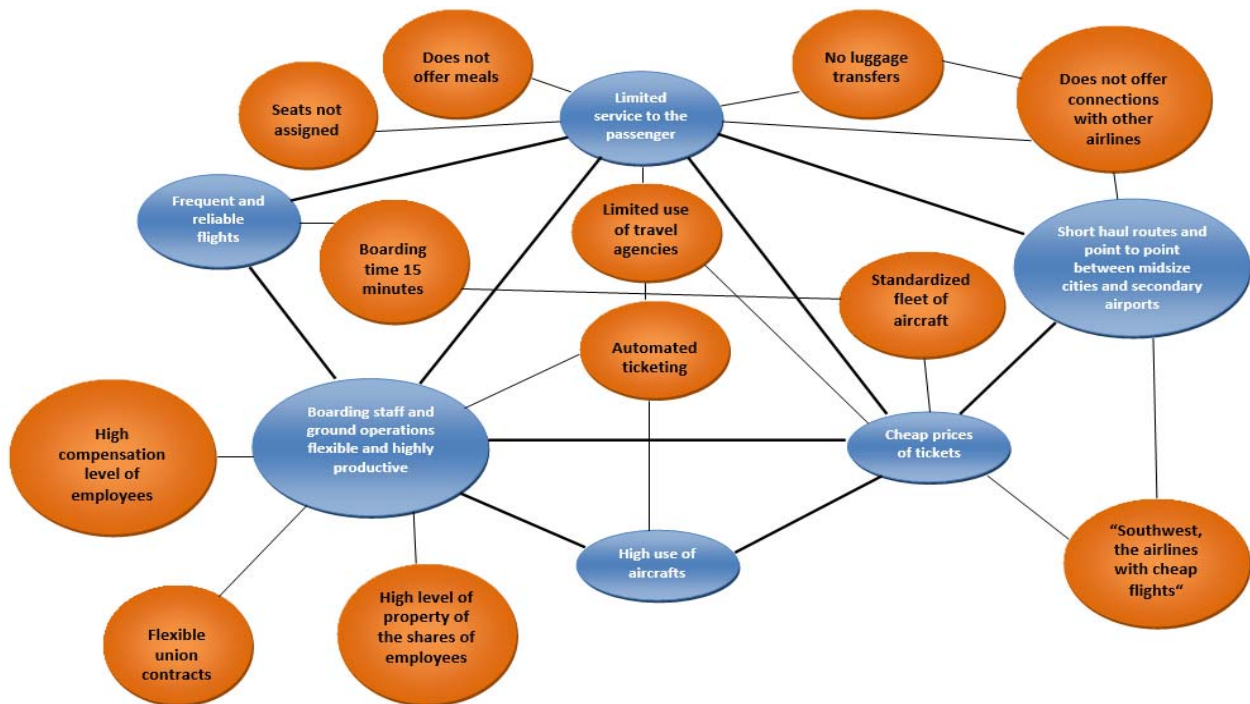 Does not
offer meals
No luggage
transfers
Does not offer
connections
with other
airlines
Seats not
assigned
Limited
service to the
passenger
Frequent and
reliable
flights
Limited use
of travel
agencies
Short haul routes and
point to point
between midsize
cities and secondary
airports
Boarding
time 15
minutes
Standardized
fleet of
aircraft
Automated
ticketing
High
compensation
level of
employees
Boarding staff and
ground operations
flexible and highly
productive
Cheap prices
of tickets
High use of
aircrafts
“Southwest,
the airlines
with cheap
flights“
Flexible
union
contracts
High level of
property of
the shares of
employees